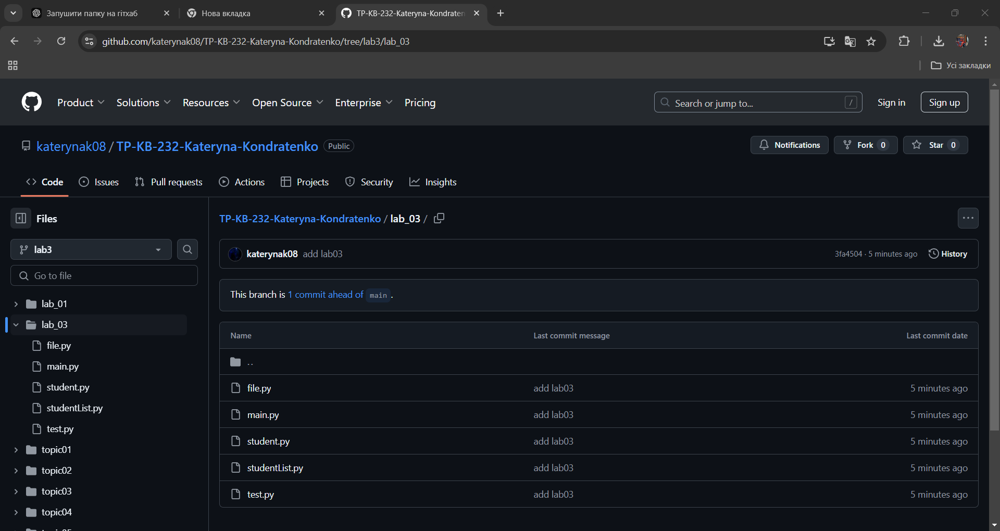 Запушити папку на гітхаб
Нова вкладка
TP-KB-232-Kateryna-Kondraten
github.com/katerynak08/TP-KB-232-Kateryna-Kondratenko/tree/lab3/lab_03
Усі закладки
Product Solutions Resources Open Source Enterprise Pricing
Search or jump to... /
Sign in
Sign up
katerynak08 / TP-KB-232-Kateryna-Kondratenko Public
Notifications
Fork 0
Star 0
Code Issues Pull requests Actions Projects Security Insights
Files
lab3
Go to file
lab_01
lab_03
file.py
main.py
student.py
studentList.py
test.py
topic01
topic02
topic03
topic04
TP-KB-232-Kateryna-Kondratenko / lab_03 /
katerynak08 add lab03
3fa4504 · 5 minutes ago History
This branch is 1 commit ahead of main .
Name Last commit message Last commit date
..
file.py add lab03 5 minutes ago
main.py add lab03 5 minutes ago
student.py add lab03 5 minutes ago
studentList.py add lab03 5 minutes ago
test.py add lab03 5 minutes ago